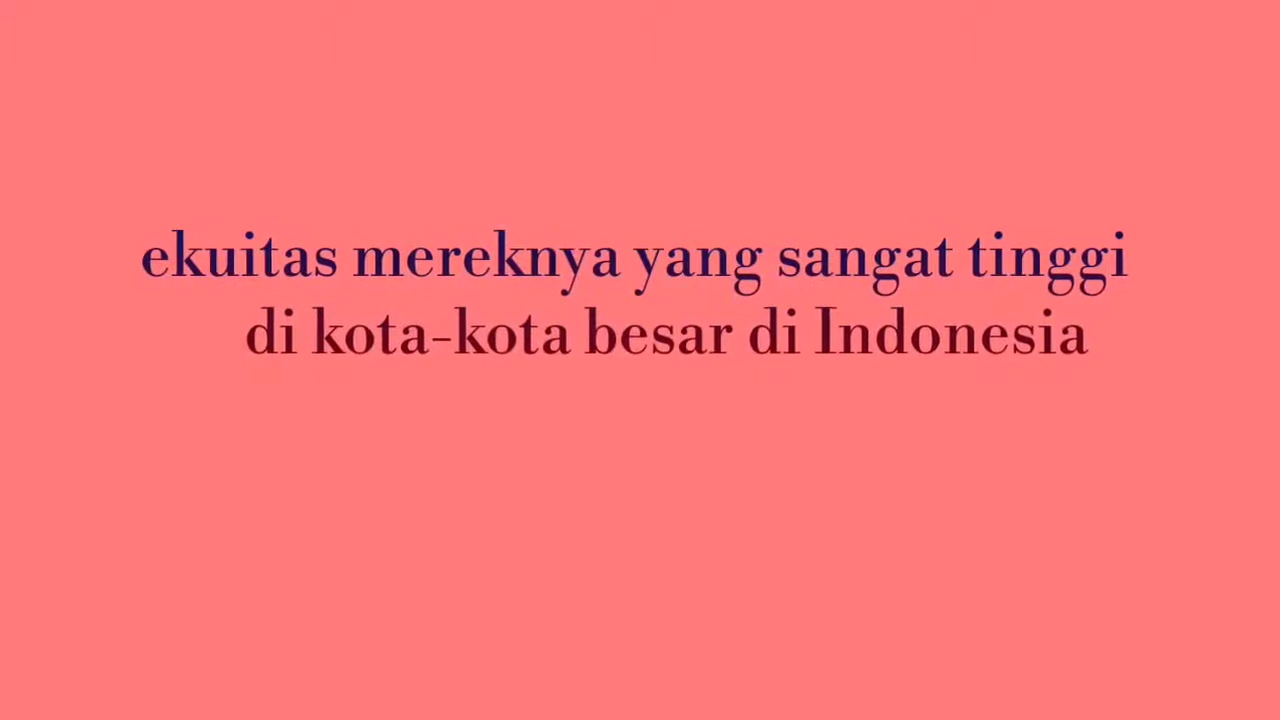 ekuitas mereknya yang sangat tinggi
di kota-kota besar di Indonesia